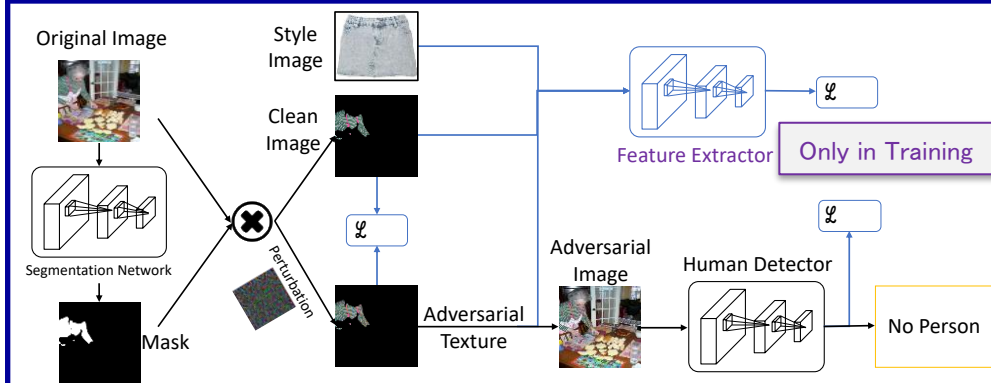 Original Image
Segmentation Network
Mask
Style
Image
Clean
Image
ℒ
Perturbation
Adversarial
Texture
Feature Extractor
ℒ
Only in Training
Adversarial
Image
Human Detector
ℒ
No Person